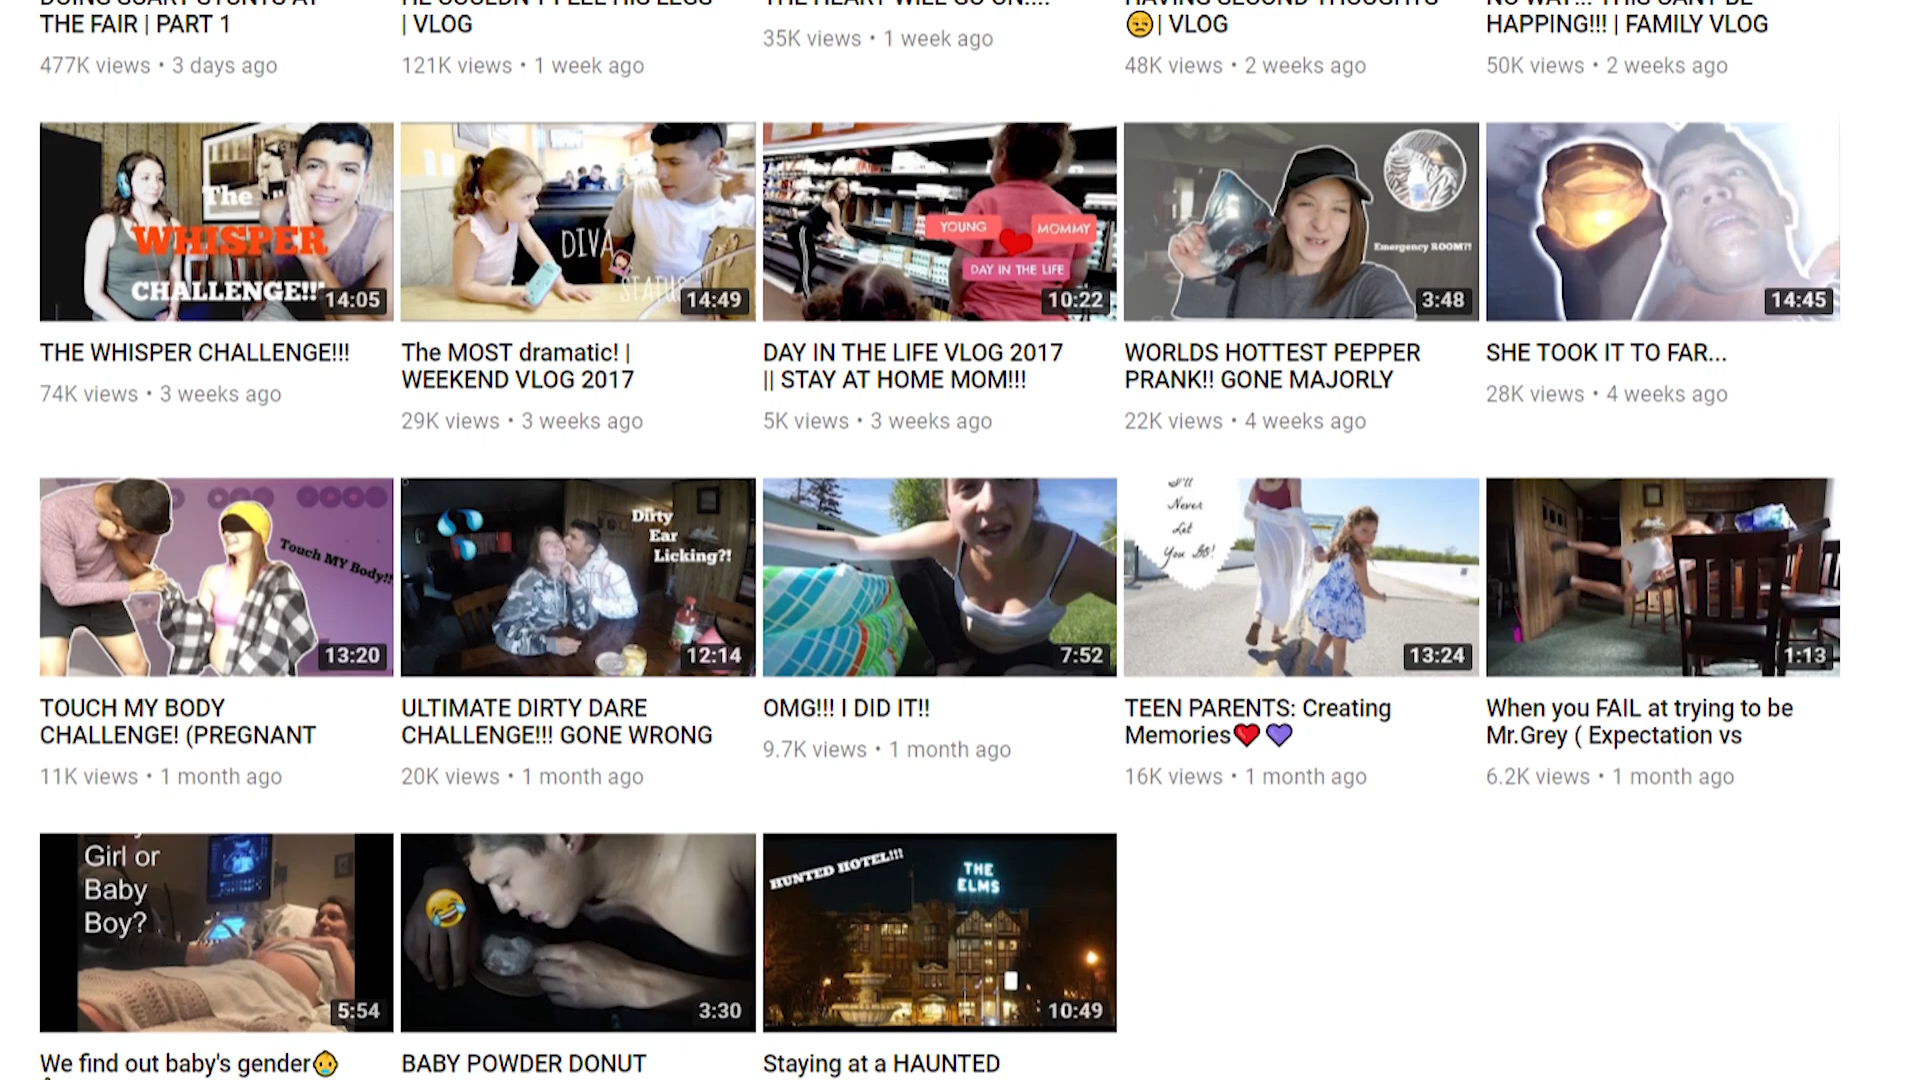 THE FAIR | PART 1
| VLOG
| VLOG
HAPPING!!! | FAMILY VLOG
35K views • 1 week ago
477K views • 3 days ago
121K views • 1 week ago
48K views • 2 weeks ago
50K views • 2 weeks ago
The
WHISPER
CHALLENGE!!!
14:05
DIVA
STATUS
14:49
YOUNG
MOMMY
DAY IN THE LIFE
10:22
Emergency ROOM?!
3:48
14:45
THE WHISPER CHALLENGE!!!
74K views • 3 weeks ago
The MOST dramatic! |
WEEKEND VLOG 2017
29K views • 3 weeks ago
DAY IN THE LIFE VLOG 2017
|| STAY AT HOME MOM!!!
5K views • 3 weeks ago
WORLDS HOTTEST PEPPER
PRANK!! GONE MAJORLY
22K views • 4 weeks ago
SHE TOOK IT TO FAR...
28K views • 4 weeks ago
Touch MY Body!!
13:20
Dirty
Ear
Licking?!
12:14
7:52
I'll
Never
Let
You GO!
13:24
1:13
TOUCH MY BODY
CHALLENGE! (PREGNANT
11K views • 1 month ago
ULTIMATE DIRTY DARE
CHALLENGE!!! GONE WRONG
20K views • 1 month ago
OMG!!! I DID IT!!
9.7K views • 1 month ago
TEEN PARENTS: Creating
Memories❤💜
16K views • 1 month ago
When you FAIL at trying to be
Mr.Grey ( Expectation vs
6.2K views • 1 month ago
Girl or
Baby
Boy?
5:54
3:30
HUNTED HOTEL!!!
THE
ELMS
10:49
We find out baby's gender
BABY POWDER DONUT
Staying at a HAUNTED